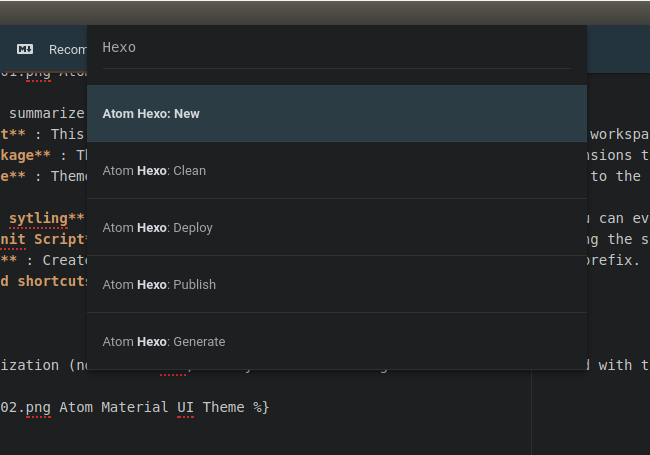 Recom
Hexo
01.png Ato
summarize
Atom Hexo: New
t** : This
workspa
kage** : Th
nsions t
Atom Hexo: Clean
e** : Theme
to the
sytling**
u can ev
Atom Hexo: Deploy
nit Script*
ng the s
** : Create
prefix.
d shortcuts
Atom Hexo: Publish
Atom Hexo: Generate
ization (no
d with t
02.png Atom Material UI Theme %}